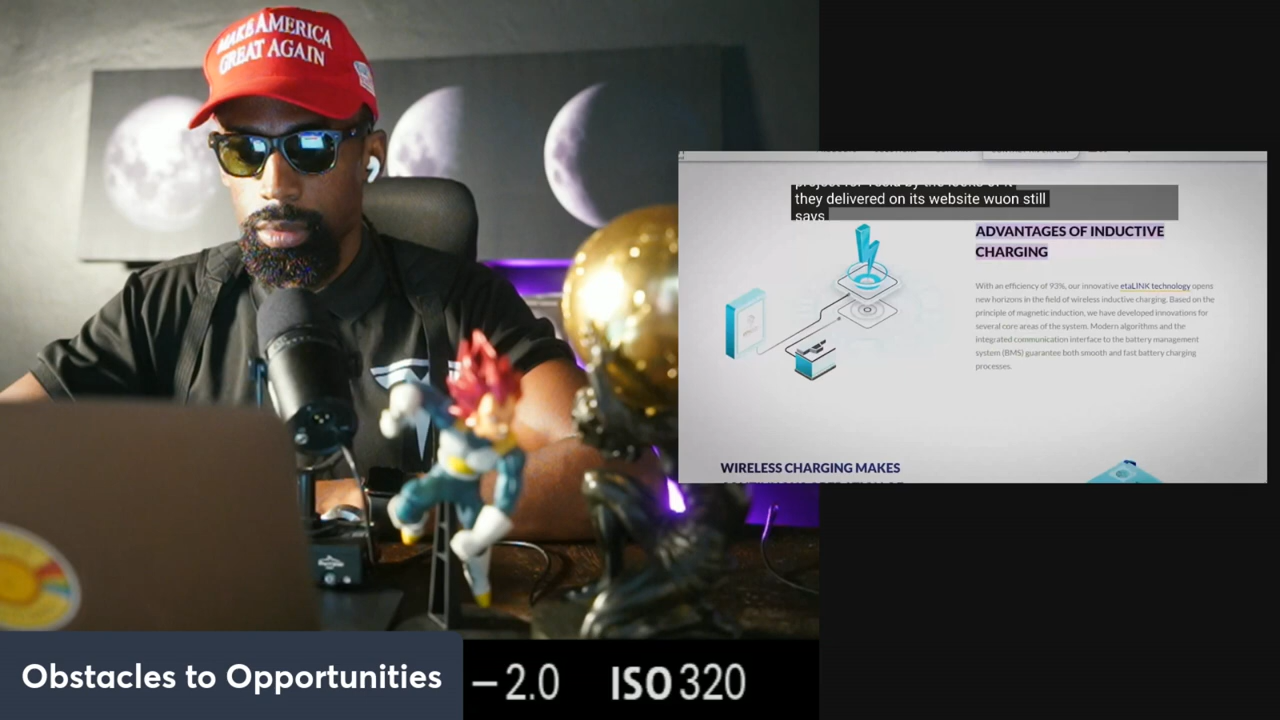 MAKE AMERICA
GREAT AGAIN
they delivered on its website wuon still
says
ADVANTAGES OF INDUCTIVE
CHARGING
With an efficiency of 93%, our innovative etaLINK technology opens
new horizons in the field of wireless inductive charging. Based on the
principle of magnetic induction, we have developed innovations for
several core areas of the system. Modern algorithms and the
integrated communication interface to the battery management
system (BMS) guarantee both smooth and fast battery charging
processes.
WIRELESS CHARGING MAKES
Obstacles to Opportunities
– 2.0 ISO 320